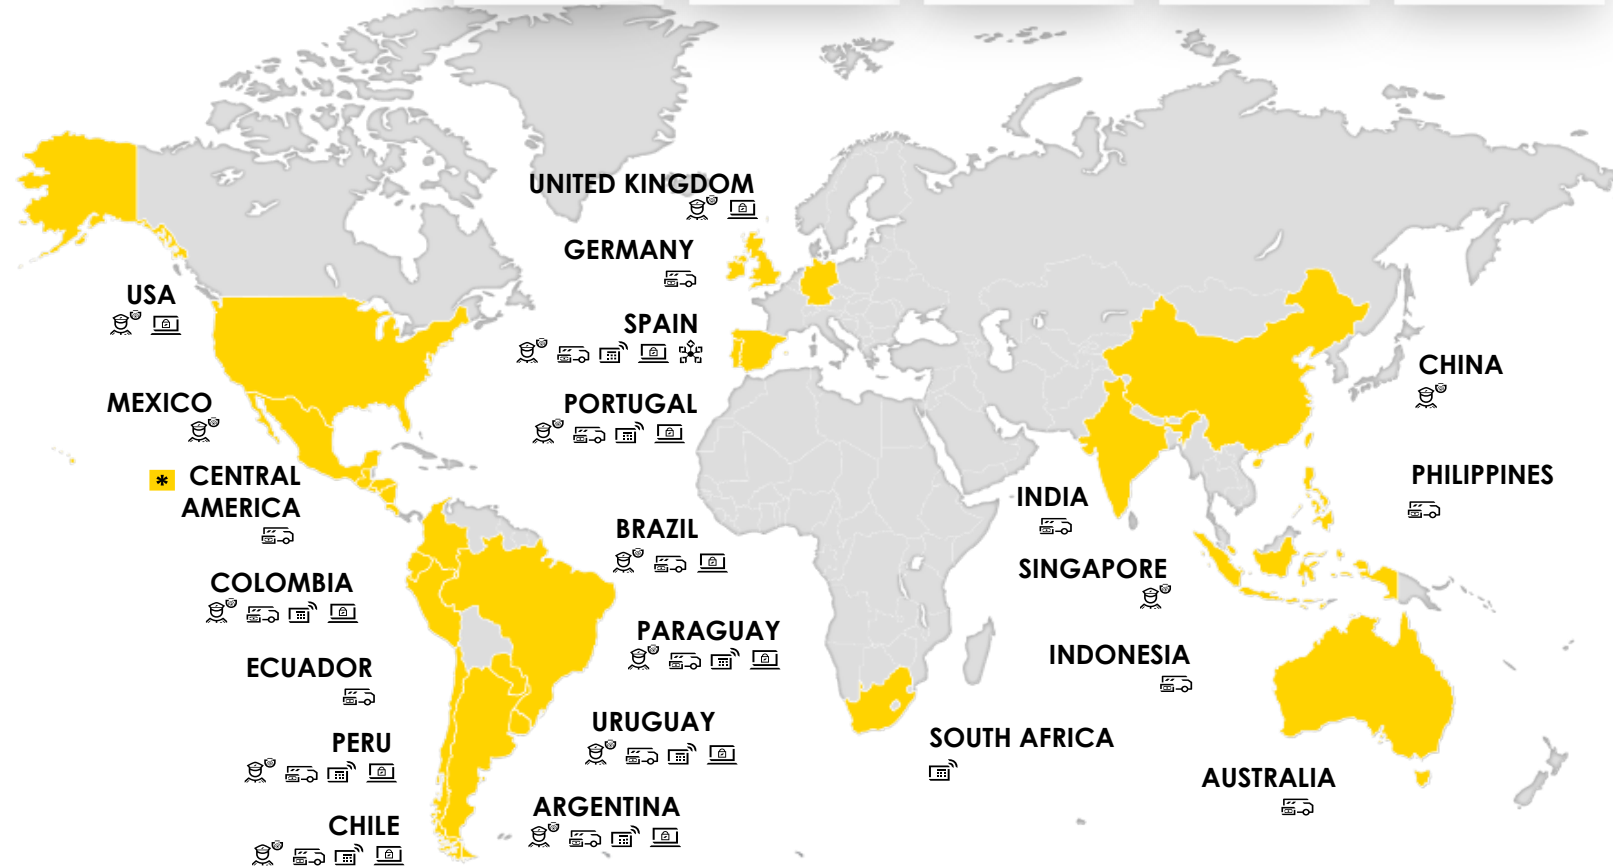 UNITED KINGDOM
GERMANY
USA
SPAIN
CHINA
MEXICO
PORTUGAL
* CENTRAL
AMERICA
PHILIPPINES
INDIA
BRAZIL
SINGAPORE
COLOMBIA
PARAGUAY
INDONESIA
ECUADOR
URUGUAY
SOUTH AFRICA
PERU
AUSTRALIA
ARGENTINA
CHILE